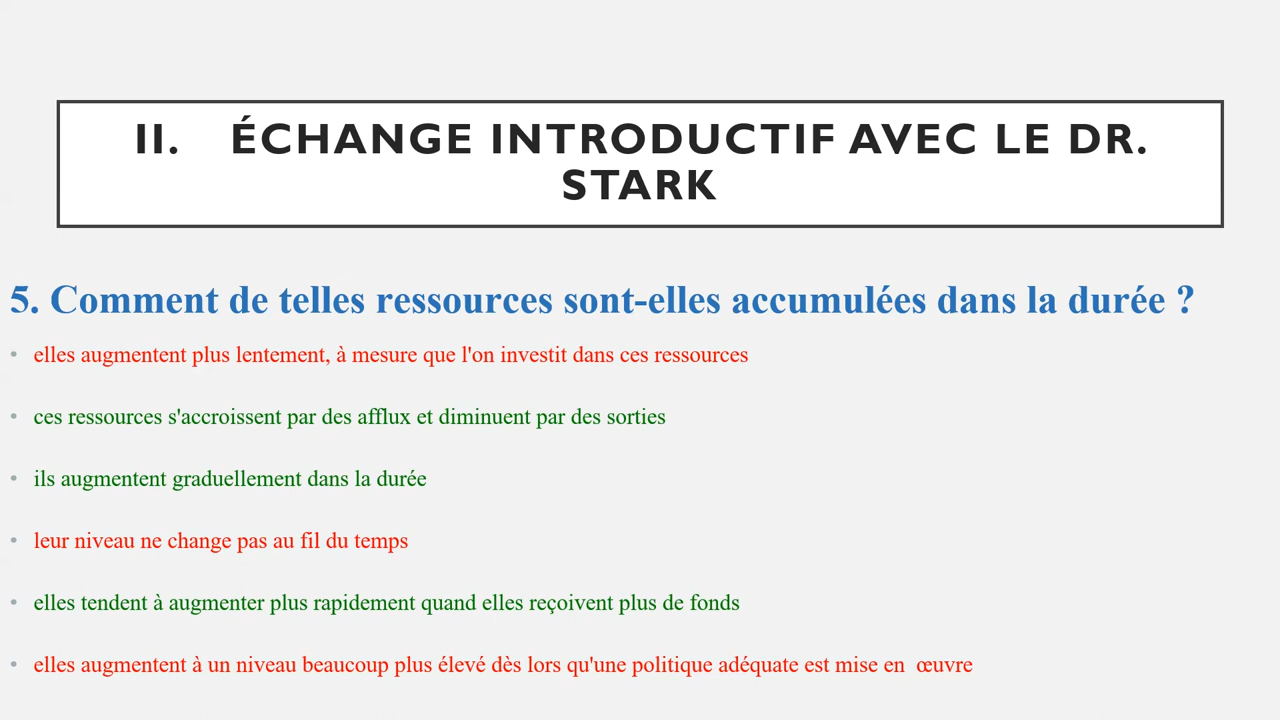 II. ÉCHANGE INTRODUCTIF AVEC LE DR.
STARK
5. Comment de telles ressources sont-elles accumulées dans la durée ?
• elles augmentent plus lentement, à mesure que l'on investit dans ces ressources
• ces ressources s'accroissent par des afflux et diminuent par des sorties
• ils augmentent graduellement dans la durée
• leur niveau ne change pas au fil du temps
• elles tendent à augmenter plus rapidement quand elles reçoivent plus de fonds
• elles augmentent à un niveau beaucoup plus élevé dès lors qu'une politique adéquate est mise en œuvre